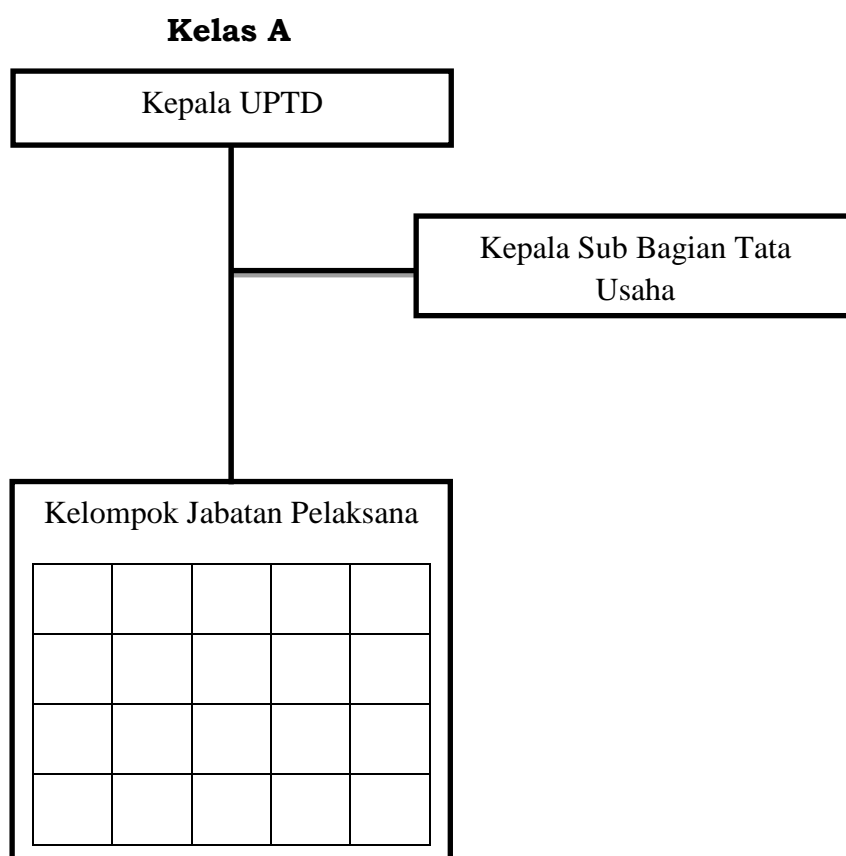 Kelas A
Kepala UPTD
Kepala Sub Bagian Tata
Usaha
Kelompok Jabatan Pelaksana